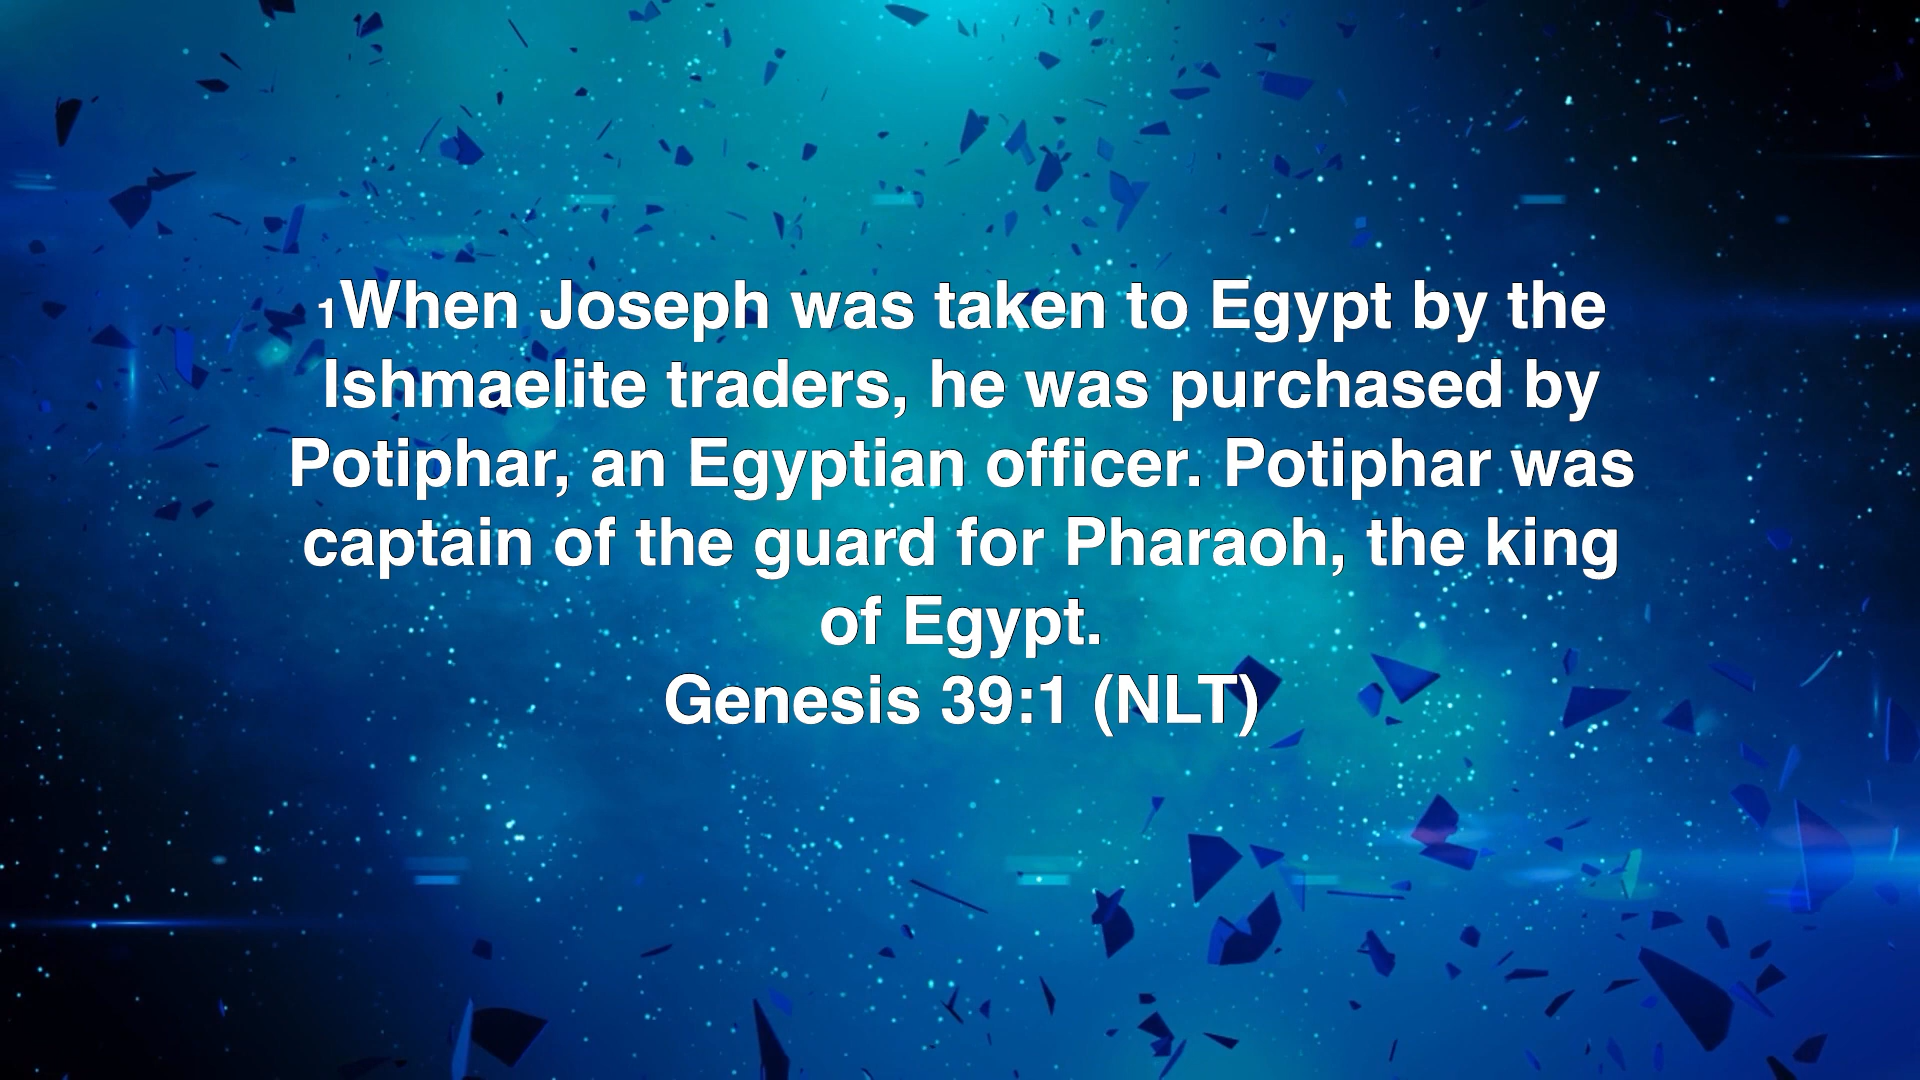 1When Joseph was taken to Egypt by the
Ishmaelite traders, he was purchased by
Potiphar, an Egyptian officer. Potiphar was
captain of the guard for Pharaoh, the king
of Egypt.
Genesis 39:1 (NLT)